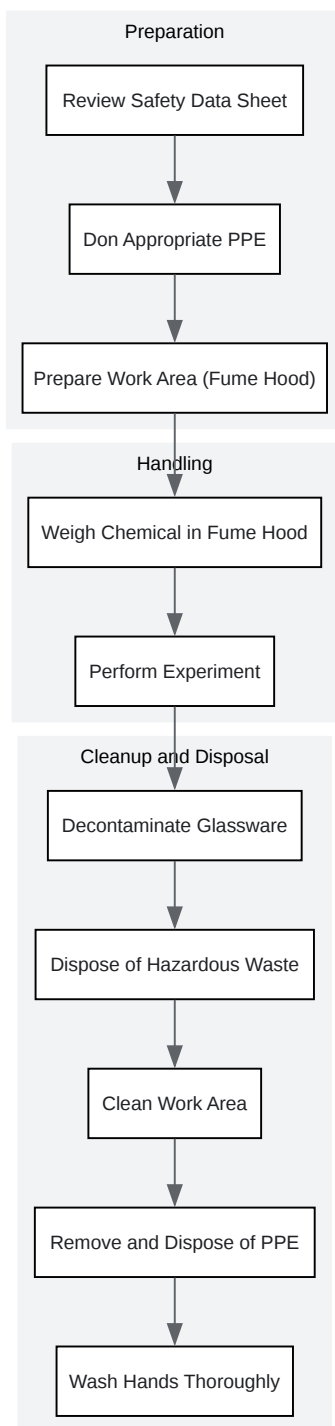 Preparation
Review Safety Data Sheet
Don Appropriate PPE
Prepare Work Area (Fume Hood)
Handling
Weigh Chemical in Fume Hood
Perform Experiment
Cleanup and Disposal
Decontaminate Glassware
Dispose of Hazardous Waste
Clean Work Area
Remove and Dispose of PPE
Wash Hands Thoroughly